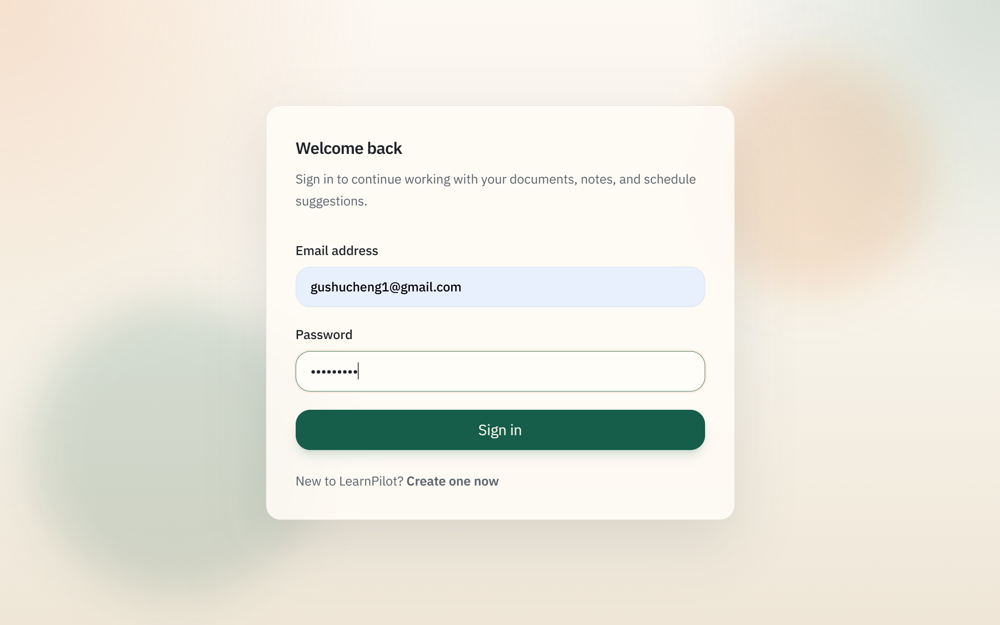 Welcome back
Sign in to continue working with your documents, notes, and schedule
suggestions.
Email address
gushucheng1@gmail.com
Password
•••••••••
Sign in
New to LearnPilot? Create one now